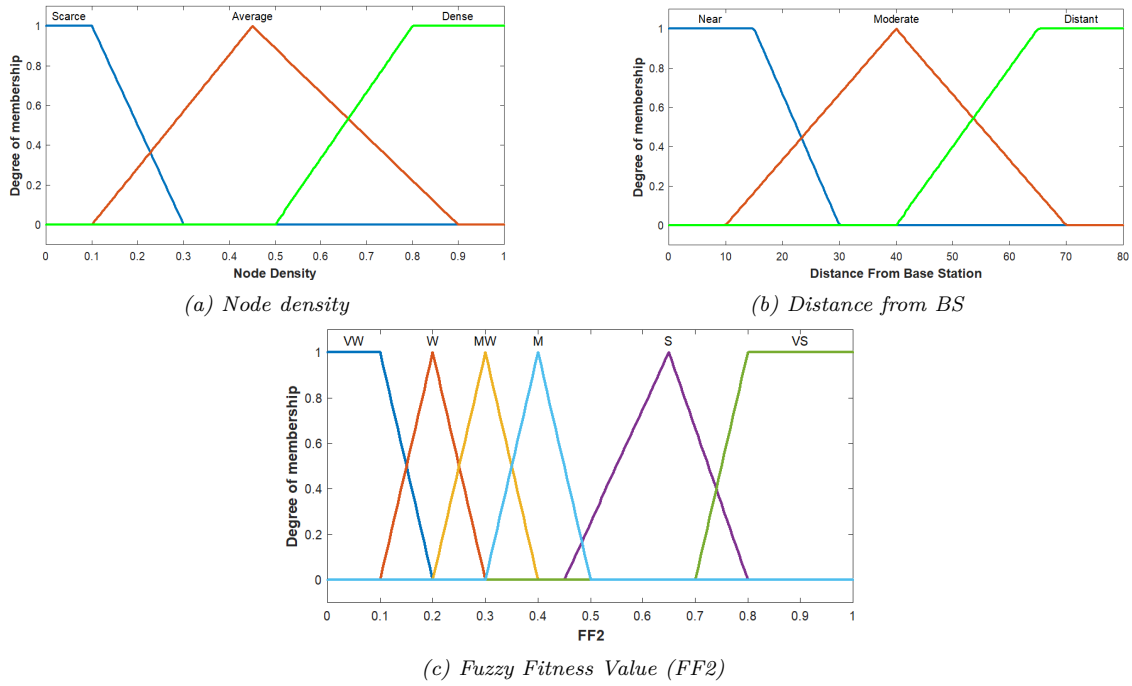 Scarce Average Dense
Degree of membership
1
0.8
0.6
0.4
0.2
0
0 0.1 0.2 0.3 0.4 0.5 0.6 0.7 0.8 0.9 1
Node Density
(a) Node density
Near Moderate Distant
Degree of membership
1
0.8
0.6
0.4
0.2
0
0 10 20 30 40 50 60 70 80
Distance From Base Station
(b) Distance from BS
VW W MW M S VS
Degree of membership
1
0.8
0.6
0.4
0.2
0
0 0.1 0.2 0.3 0.4 0.5 0.6 0.7 0.8 0.9 1
FF2
(c) Fuzzy Fitness Value (FF2)